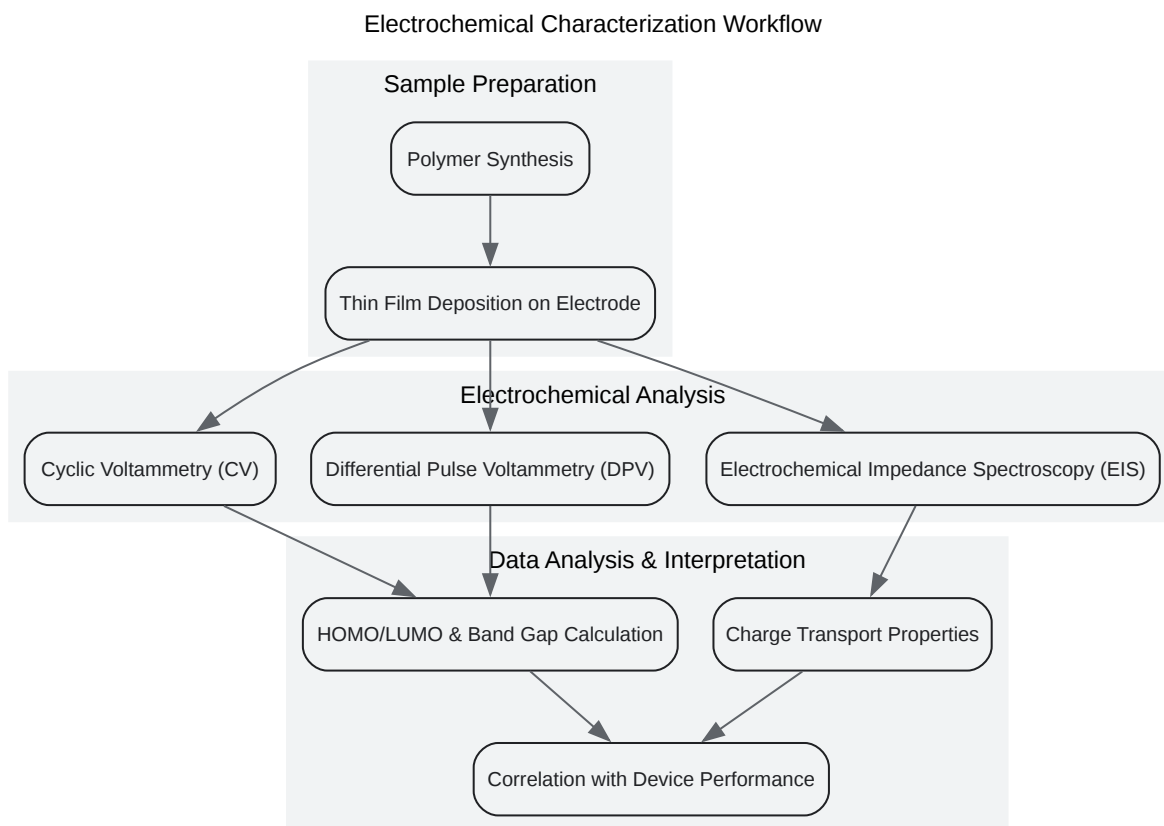 Electrochemical Characterization Workflow
Sample Preparation
Polymer Synthesis
Thin Film Deposition on Electrode
Electrochemical Analysis
Cyclic Voltammetry (CV)
Differential Pulse Voltammetry (DPV)
Electrochemical Impedance Spectroscopy (EIS)
Data Analysis & Interpretation
HOMO/LUMO & Band Gap Calculation
Charge Transport Properties
Correlation with Device Performance